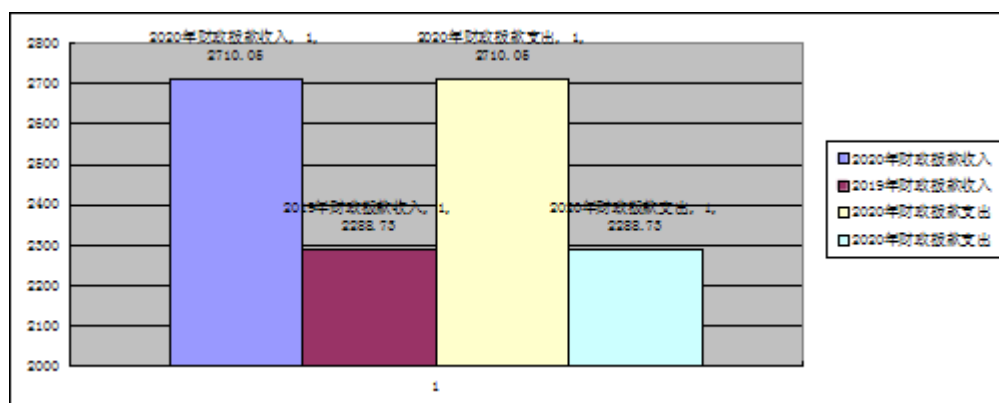 2020年财政拨款收入, 1,
2710.05
2020年财政拨款支出, 1,
2710.05
2019年财政拨款收入, 1,
2288.73
2020年财政拨款支出, 1,
2288.73
2800
2700
2600
2500
2400
2300
2200
2100
2000
1
2020年财政拨款收入
2019年财政拨款收入
2020年财政拨款支出
2020年财政拨款支出